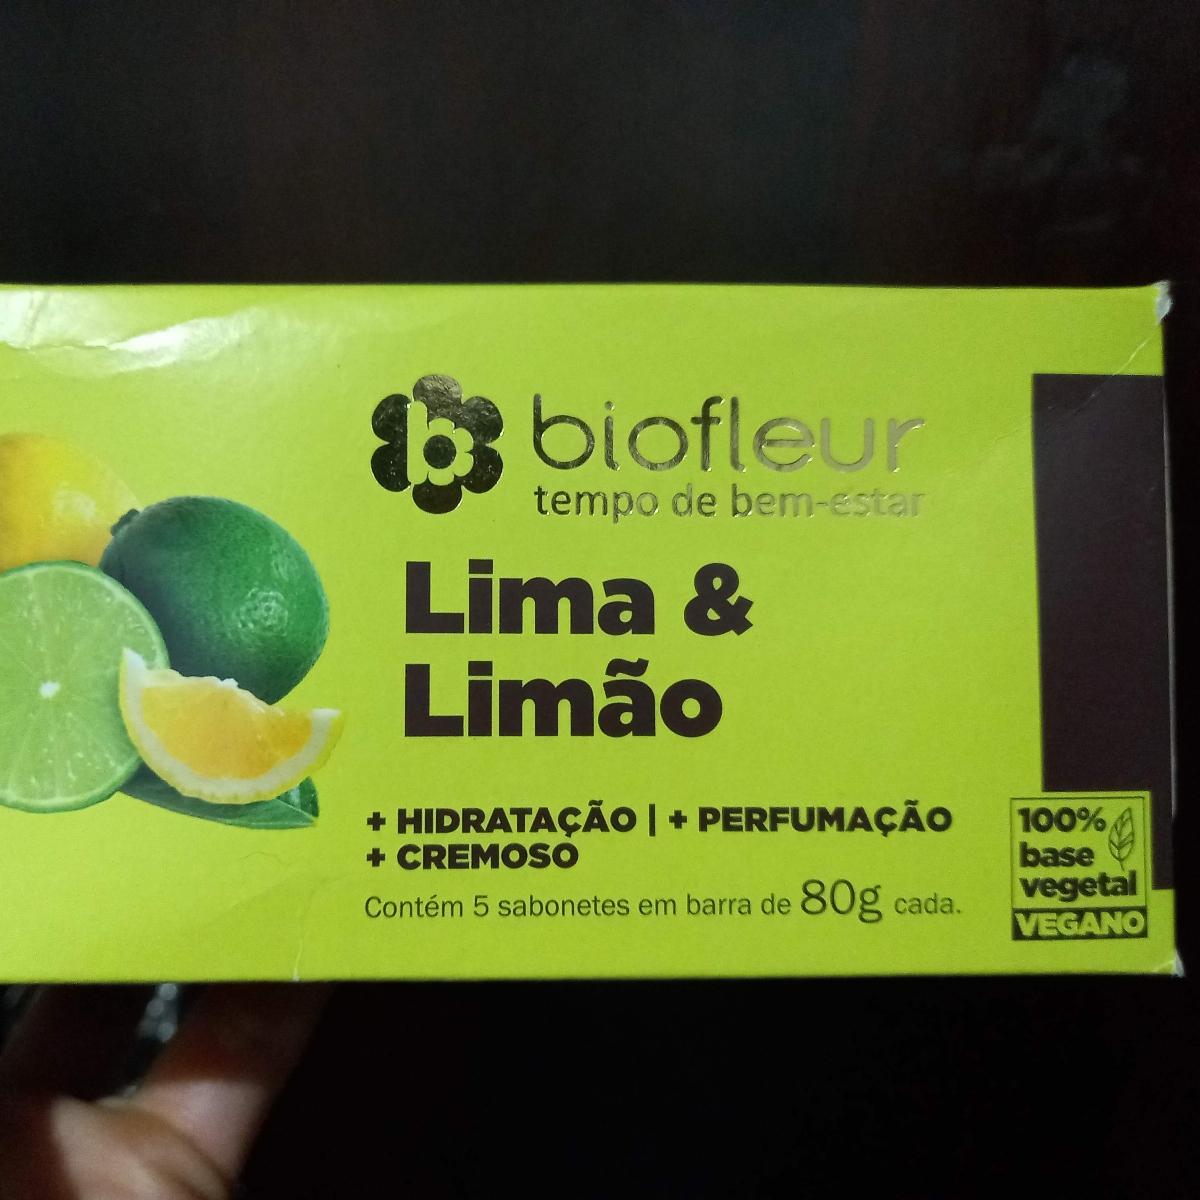 b biofleur
tempo de bem-estar
Lima &
Limão
+ HIDRATAÇÃO | + PERFUMAÇÃO
+ CREMOSO
Contém 5 sabonetes em barra de 80g cada.
100%
base
vegetal
VEGANO